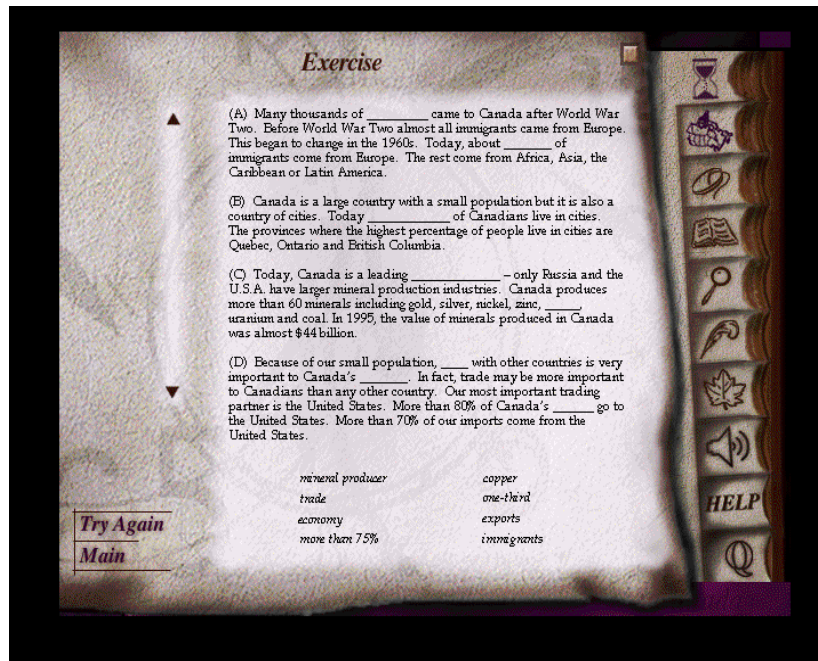 Exercise
(A) Many thousands of _________ came to Canada after World War
Two. Before World War Two almost all immigrants came from Europe.
This began to change in the 1960s. Today, about _______ of
immigrants come from Europe. The rest come from Africa, Asia, the
Caribbean or Latin America.
(B) Canada is a large country with a small population but it is also a
country of cities. Today ____________ of Canadians live in cities.
The provinces where the highest percentage of people live in cities are
Quebec, Ontario and British Columbia.
(C) Today, Canada is a leading _____________ – only Russia and the
U.S.A. have larger mineral production industries. Canada produces
more than 60 minerals including gold, silver, nickel, zinc, _____,
uranium and coal. In 1995, the value of minerals produced in Canada
was almost $44 billion.
(D) Because of our small population, ____ with other countries is very
important to Canada's _______. In fact, trade may be more important
to Canadians than any other country. Our most important trading
partner is the United States. More than 80% of Canada's ______ go to
the United States. More than 70% of our imports come from the
United States.
mineral producer copper
trade one-third
economy exports
more than 75% immigrants
Try Again
Main
HELP
Q